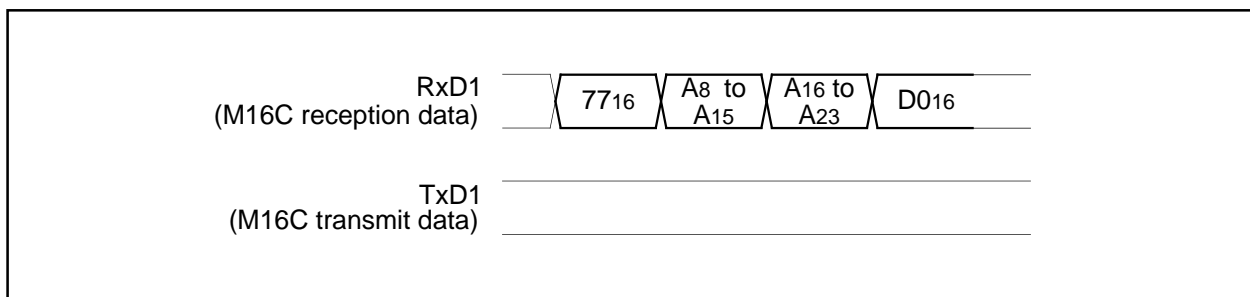 RxD1
(M16C reception data)
7716
A8 to
A15
A16 to
A23
D016
TxD1
(M16C transmit data)